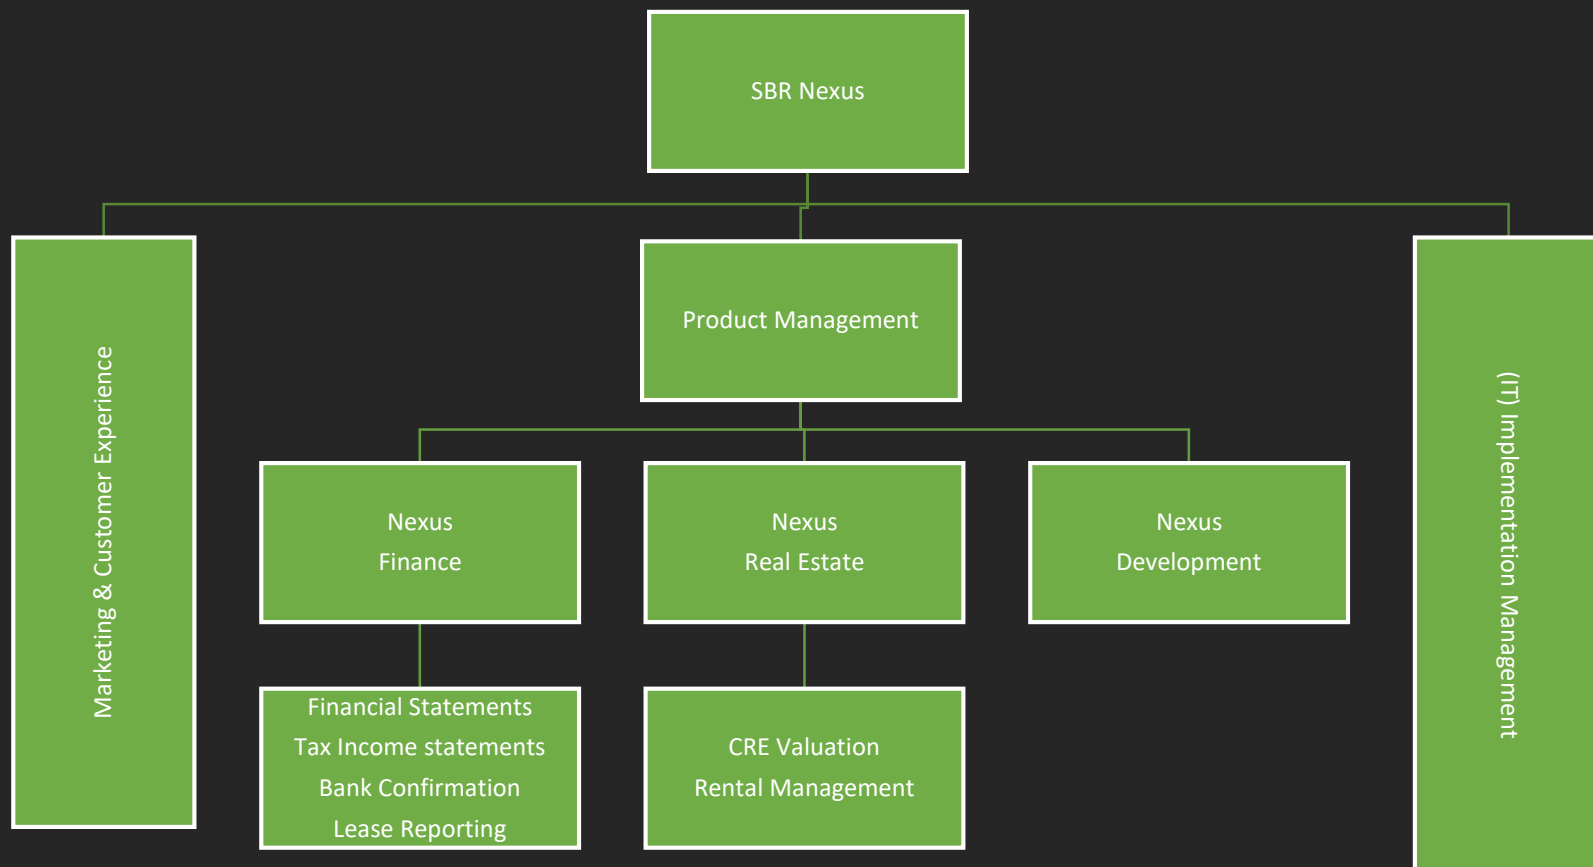 SBR Nexus
Product Management
Marketing & Customer Experience
(IT) Implementation Management
Nexus
Finance
Nexus
Real Estate
Nexus
Development
Financial Statements
Tax Income statements
Bank Confirmation
Lease Reporting
CRE Valuation
Rental Management